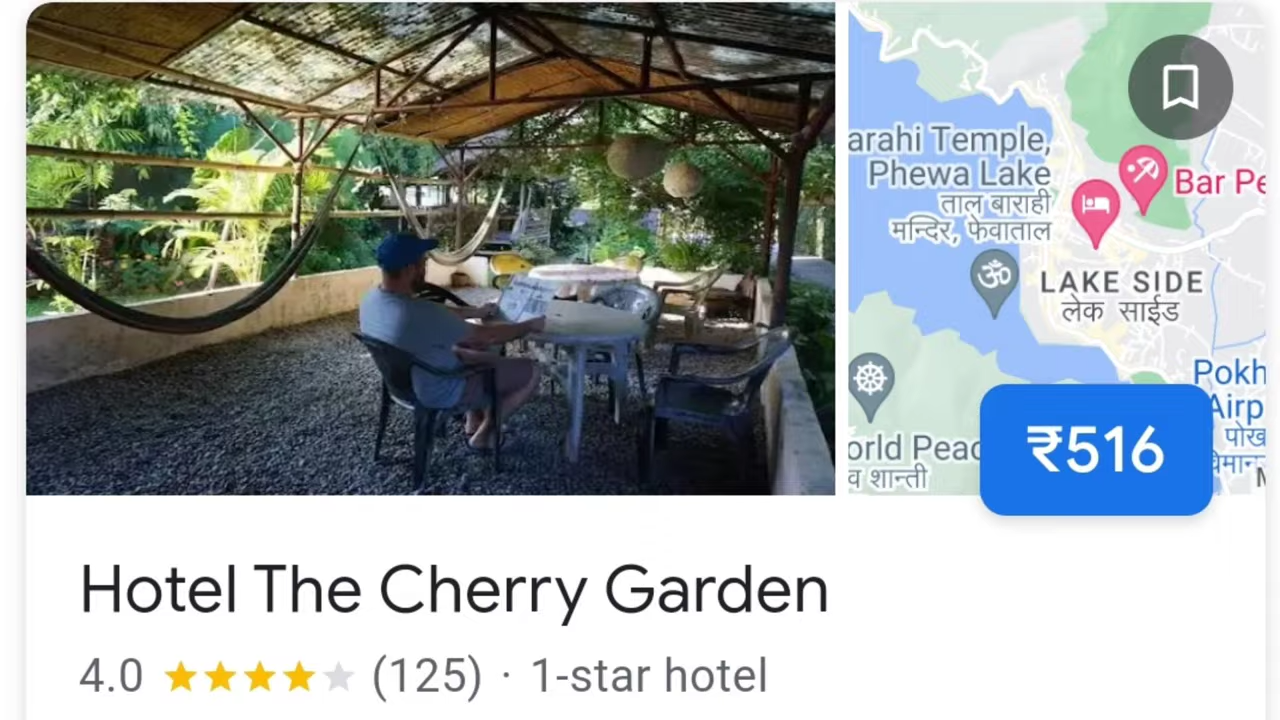 arahi Temple,
Phewa Lake
ताल बाराही
मन्दिर, फेवाताल
Bar Pe
LAKE SIDE
लेक साईड
Pokh
Airp
पोख
orld Peac
व शान्ती
₹516
Hotel The Cherry Garden
4.0 (125) · 1-star hotel